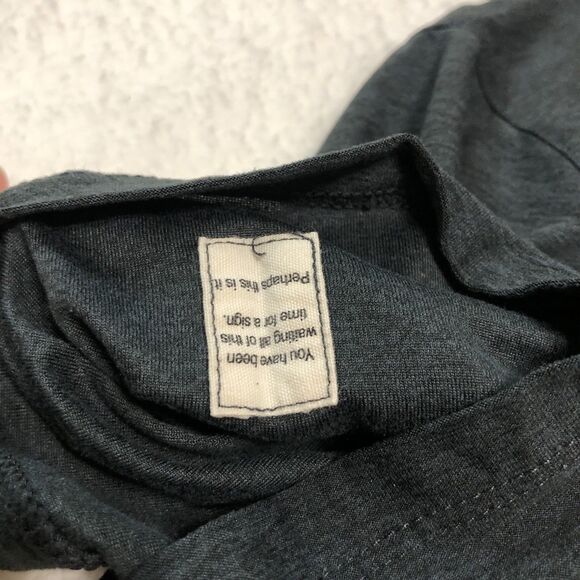 You have been
waiting all of this
time for a sign.
Perhaps this is it